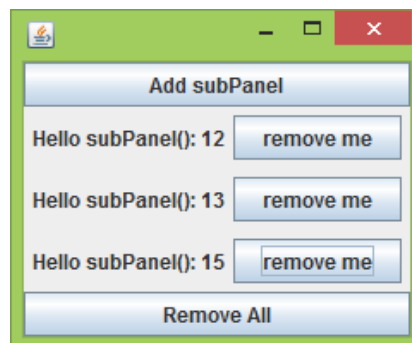 Add subPanel
Hello subPanel(): 12 remove me
Hello subPanel(): 13 remove me
Hello subPanel(): 15 remove me
Remove All